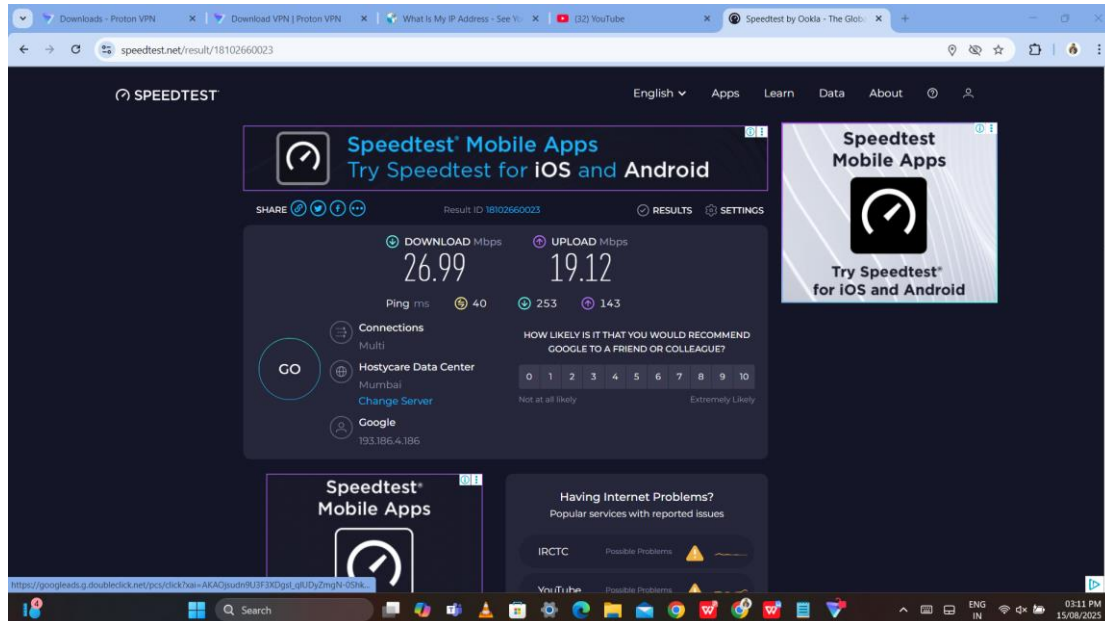 Downloads - Proton VPN
Download VPN | Proton VPN
What Is My IP Address - See Yo
(32) YouTube
Speedtest by Ookla - The Glob
speedtest.net/result/18102660023
SPEEDTEST
English Apps Learn Data About
Speedtest® Mobile Apps
Try Speedtest for iOS and Android
Speedtest
Mobile Apps
Try Speedtest®
for iOS and Android
SHARE Result ID 18102660023 RESULTS SETTINGS
DOWNLOAD Mbps UPLOAD Mbps
26.99 19.12
Ping ms 40 253 143
GO
Connections
Multi
Hostycare Data Center
Mumbai
Change Server
Google
193.186.4.186
HOW LIKELY IS IT THAT YOU WOULD RECOMMEND
GOOGLE TO A FRIEND OR COLLEAGUE?
0 1 2 3 4 5 6 7 8 9 10
Not at all likely Extremely Likely
Speedtest®
Mobile Apps
Having Internet Problems?
Popular services with reported issues
IRCTC Possible Problems
YouTube Possible Problems
4
Search
ENG
IN
03:11 PM
15/08/2025